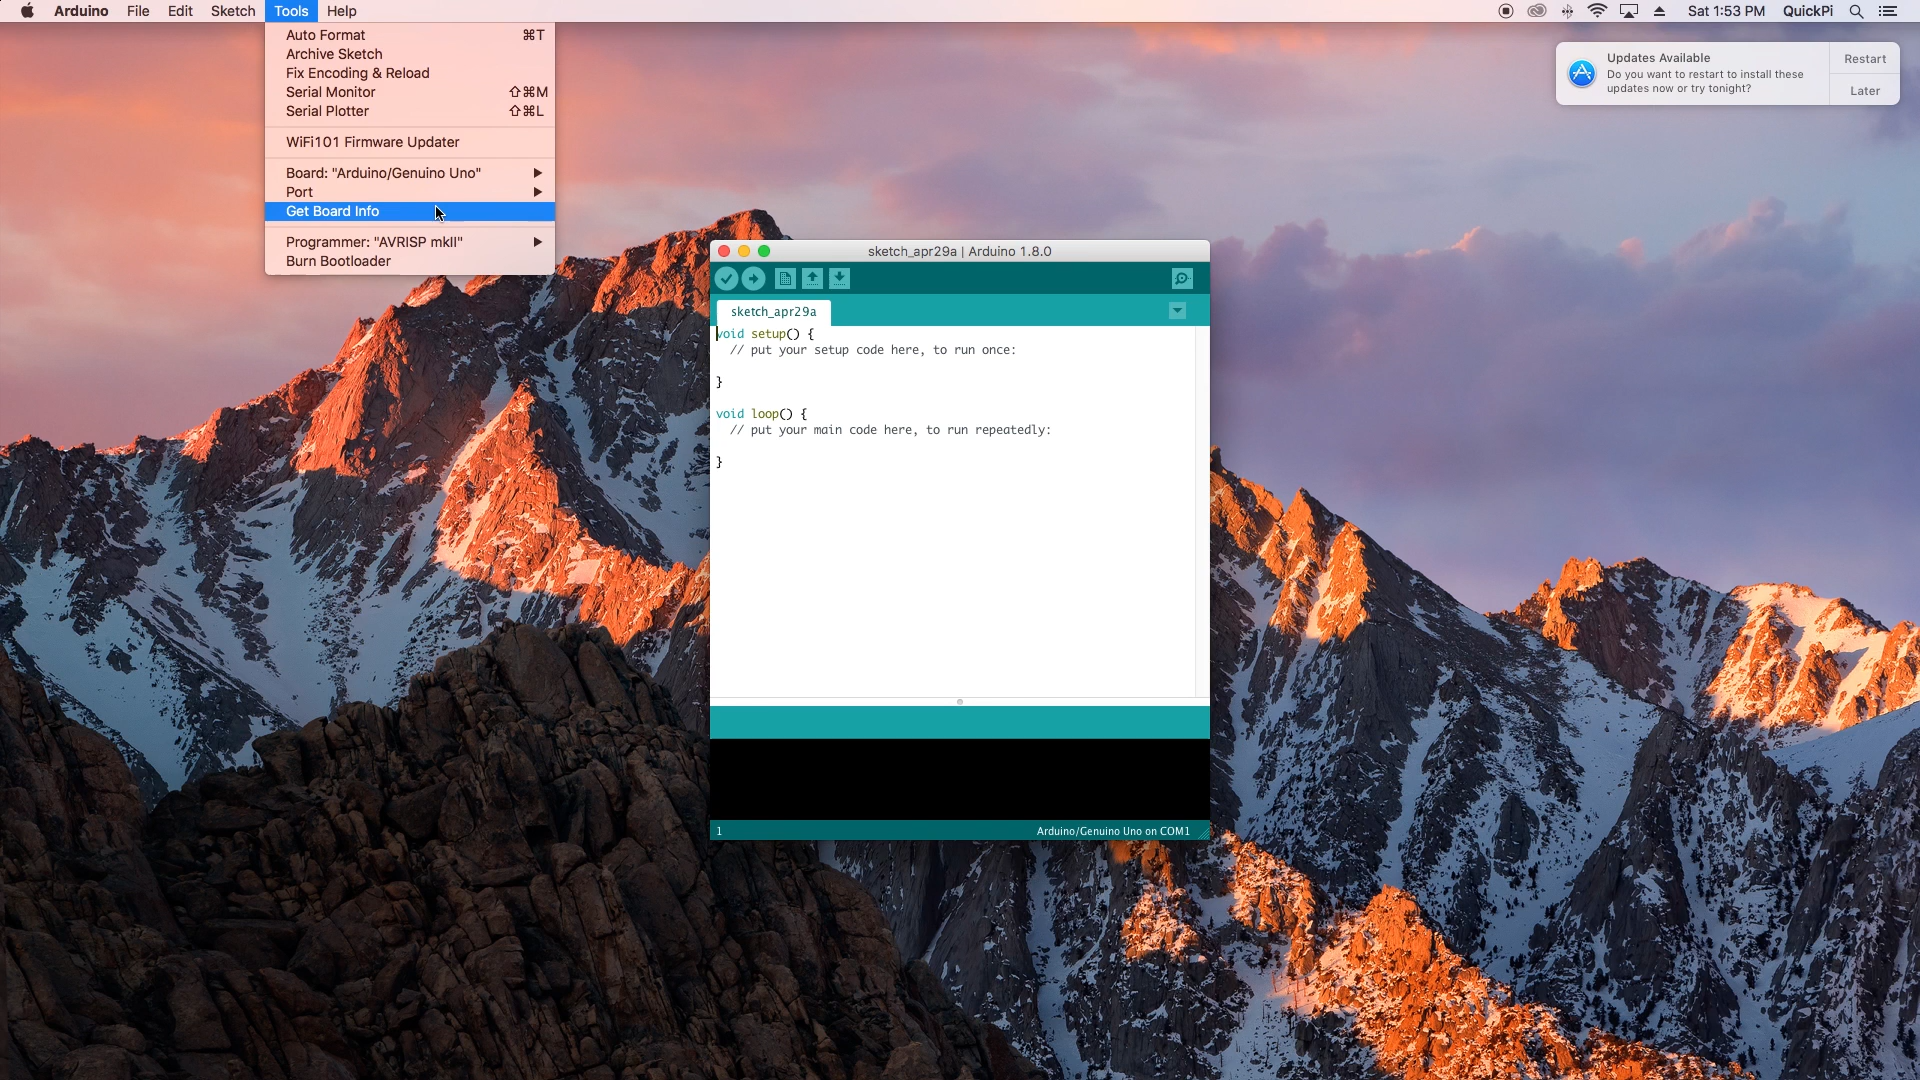 Arduino File Edit Sketch Tools Help
Sat 1:53 PM QuickPi
Auto Format ⌘T
Archive Sketch
Fix Encoding & Reload
Serial Monitor ⇧⌘M
Serial Plotter ⇧⌘L
WiFi101 Firmware Updater
Board: "Arduino/Genuino Uno"
Port
Get Board Info
Programmer: "AVRISP mkII"
Burn Bootloader
Updates Available
Do you want to restart to install these
updates now or try tonight?
Restart
Later
sketch_apr29a | Arduino 1.8.0
sketch_apr29a
void setup() {
// put your setup code here, to run once:
}
void loop() {
// put your main code here, to run repeatedly:
}
1
Arduino/Genuino Uno on COM1